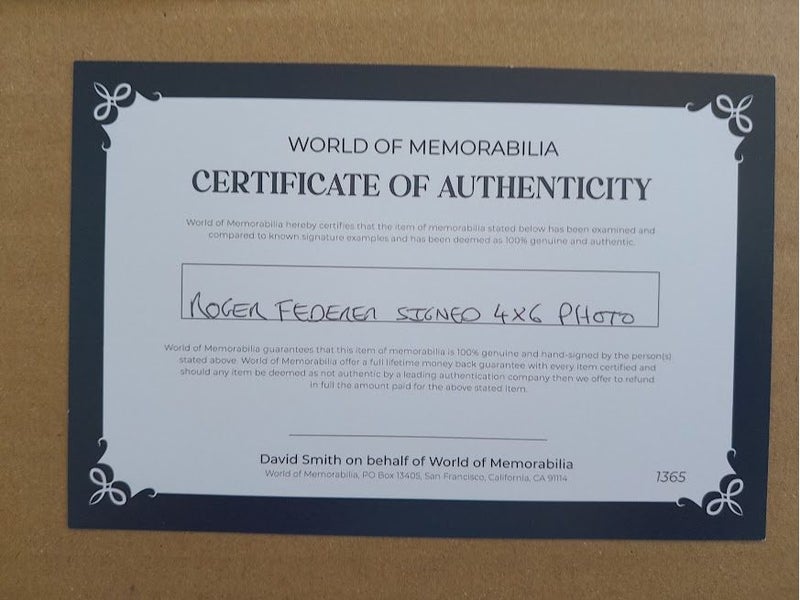 WORLD OF MEMORABILIA
CERTIFICATE OF AUTHENTICITY
World of Memorabilia hereby certifies that the item of memorabilia stated below has been examined and
compared to known signature examples and has been deemed as 100% genuine and authentic.
ROGER FEDERER SIGNED 4X6 PHOTO
World of Memorabilia guarantees that this item of memorabilia is 100% genuine and hand-signed by the person(s)
stated above. World of Memorabilia offer a full lifetime money back guarantee with every item certified and
should any item be deemed as not authentic by a leading authentication company then we offer to refund
in full the amount paid for the above stated item.
David Smith on behalf of World of Memorabilia
World of Memorabilia, PO Box 13405, San Francisco, California, CA 91114
1365